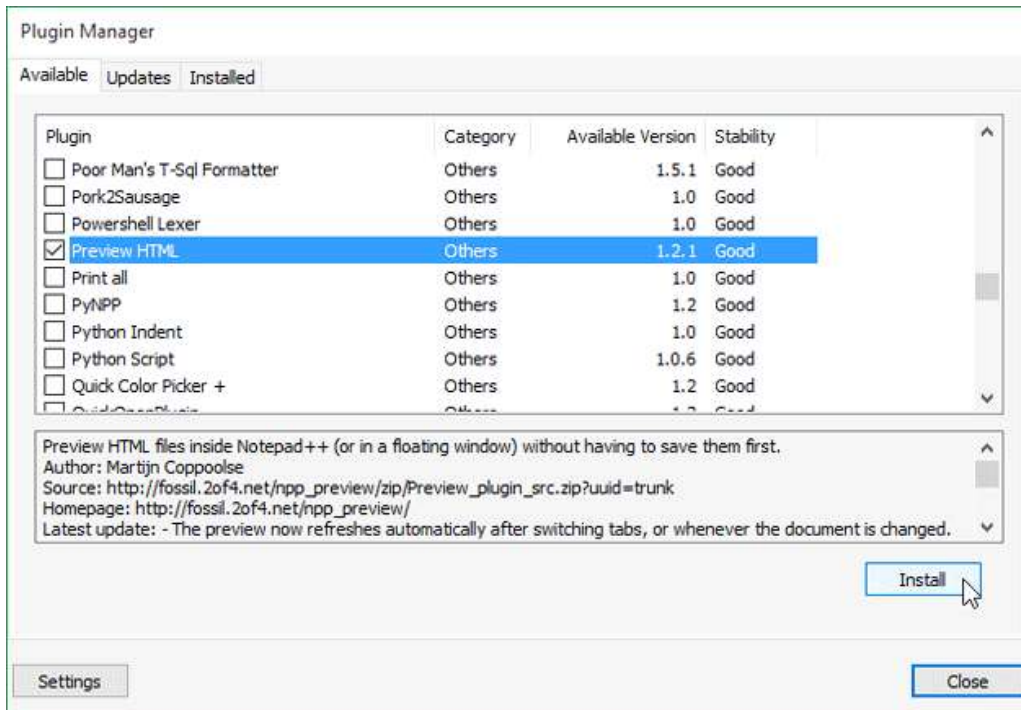 Plugin Manager
Available Updates Installed
Plugin Category Available Version Stability
Poor Man's T-Sql Formatter Others 1.5.1 Good
Pork2Sausage Others 1.0 Good
Powershell Lexer Others 1.0 Good
Preview HTML Others 1.2.1 Good
Print all Others 1.0 Good
PyNPP Others 1.2 Good
Python Indent Others 1.0 Good
Python Script Others 1.0.6 Good
Quick Color Picker + Others 1.2 Good
Preview HTML files inside Notepad++ (or in a floating window) without having to save them first.
Author: Martijn Coppoolse
Source: http://fossil.2of4.net/npp_preview/zip/Preview_plugin_src.zip?uuid=trunk
Homepage: http://fossil.2of4.net/npp_preview/
Latest update: - The preview now refreshes automatically after switching tabs, or whenever the document is changed.
Install
Settings Close